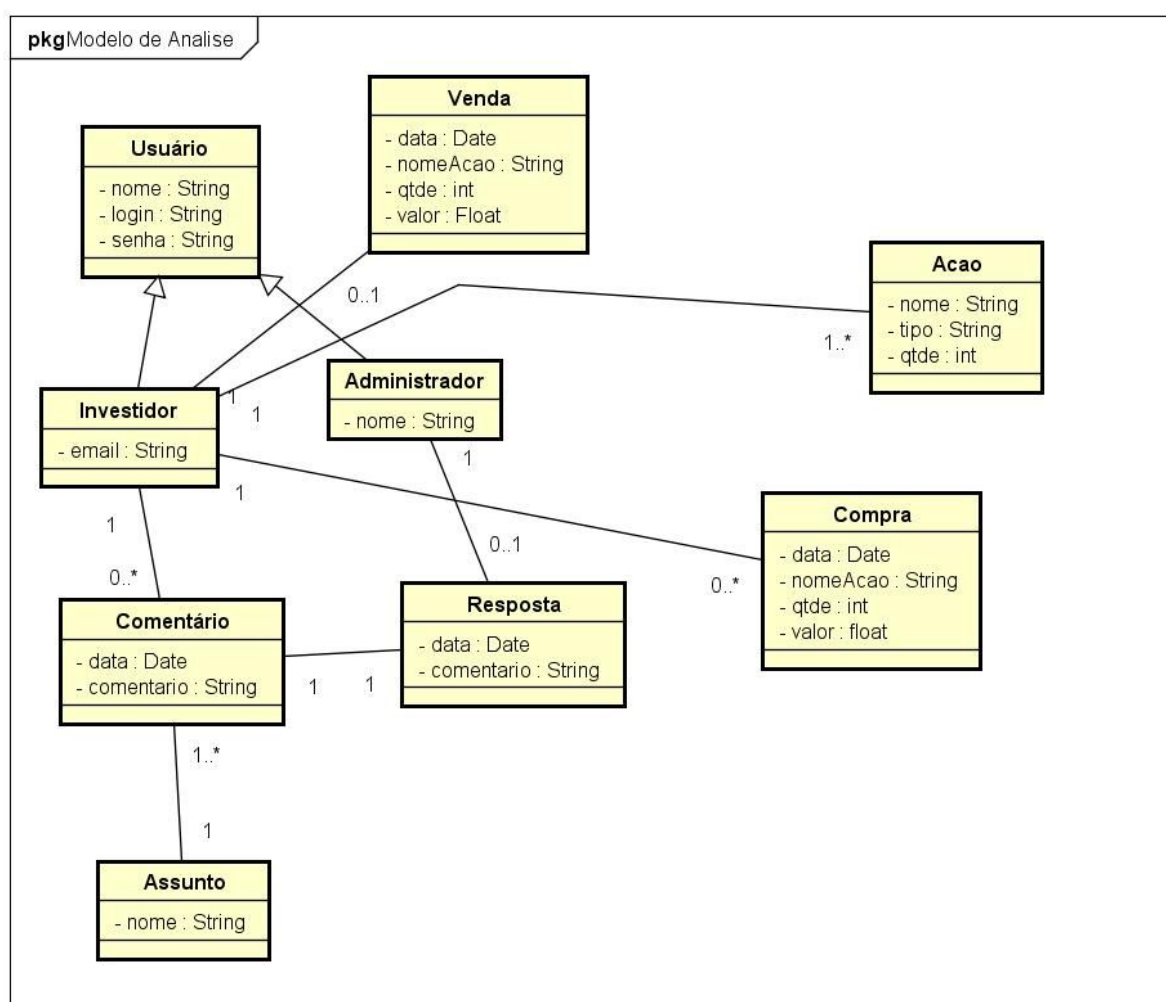 pkgModelo de Analise
Venda
- data : Date
- nomeAcao : String
- qtde : int
- valor : Float
Usuário
- nome : String
- login : String
- senha : String
Acao
- nome : String
- tipo : String
- qtde : int
0..1
1..*
Administrador
- nome : String
Investidor
- email : String
1
1
1
1
1
0..1
0..*
0..*
Compra
- data : Date
- nomeAcao : String
- qtde : int
- valor : float
Comentário
- data : Date
- comentario : String
Resposta
- data : Date
- comentario : String
1
1
1..*
1
Assunto
- nome : String